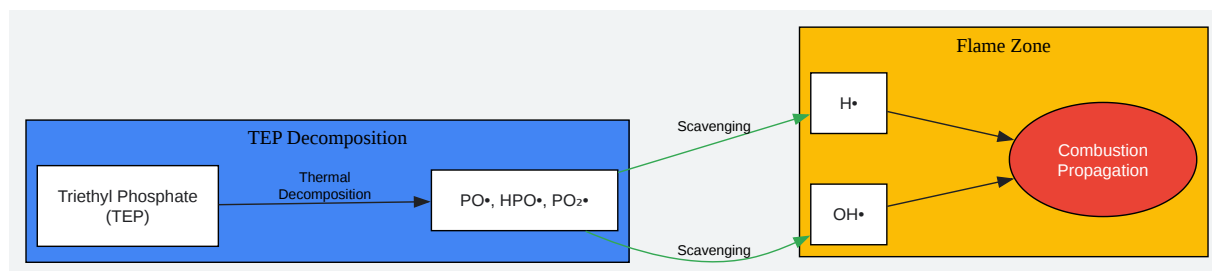 Flame Zone
H•
Scavenging
TEP Decomposition
Combustion
Propagation
Thermal
Decomposition
Triethyl Phosphate
(TEP)
PO•, HPO•, PO₂•
OH•
Scavenging